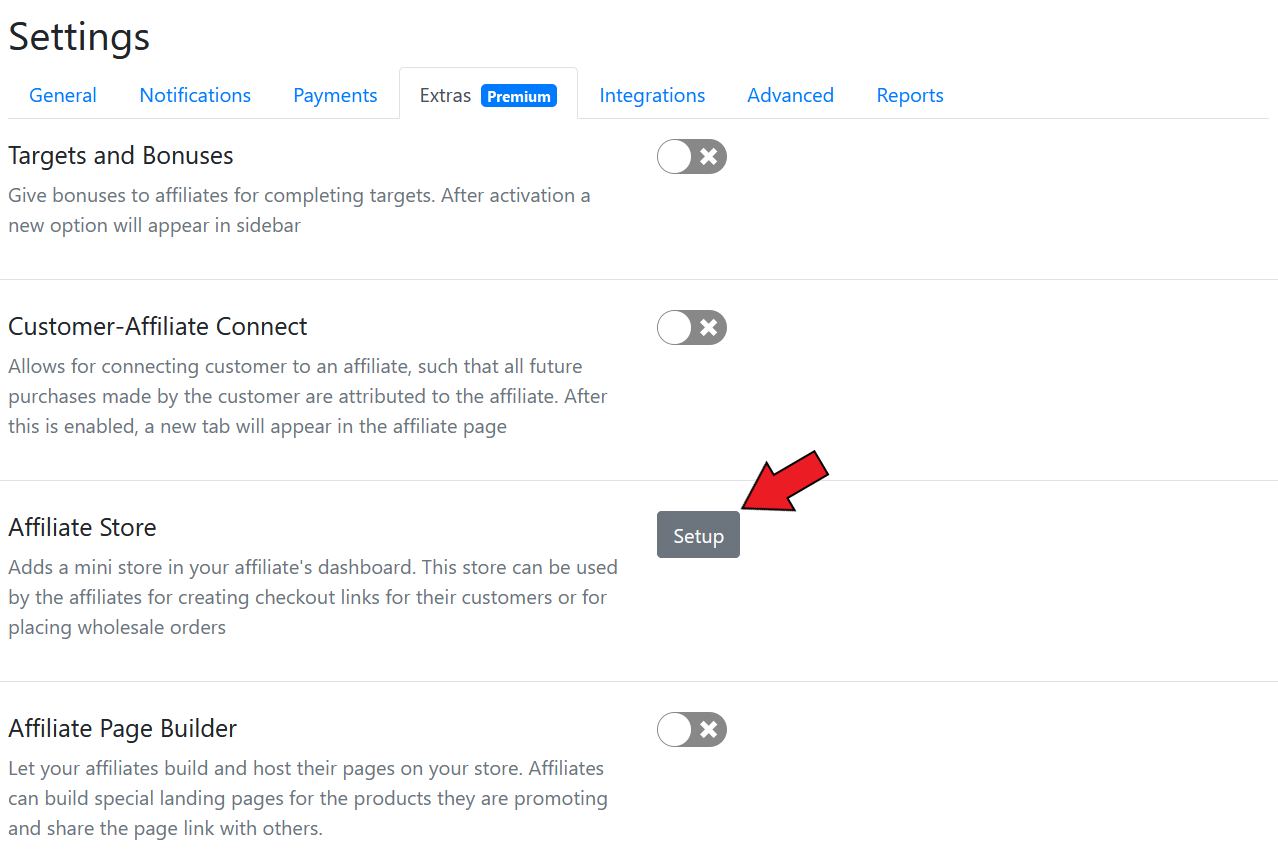 Settings
General Notifications Payments Extras Premium Integrations Advanced Reports
Targets and Bonuses
Give bonuses to affiliates for completing targets. After activation a
new option will appear in sidebar
Customer-Affiliate Connect
Allows for connecting customer to an affiliate, such that all future
purchases made by the customer are attributed to the affiliate. After
this is enabled, a new tab will appear in the affiliate page
Affiliate Store
Setup
Adds a mini store in your affiliate's dashboard. This store can be used
by the affiliates for creating checkout links for their customers or for
placing wholesale orders
Affiliate Page Builder
Let your affiliates build and host their pages on your store. Affiliates
can build special landing pages for the products they are promoting
and share the page link with others.